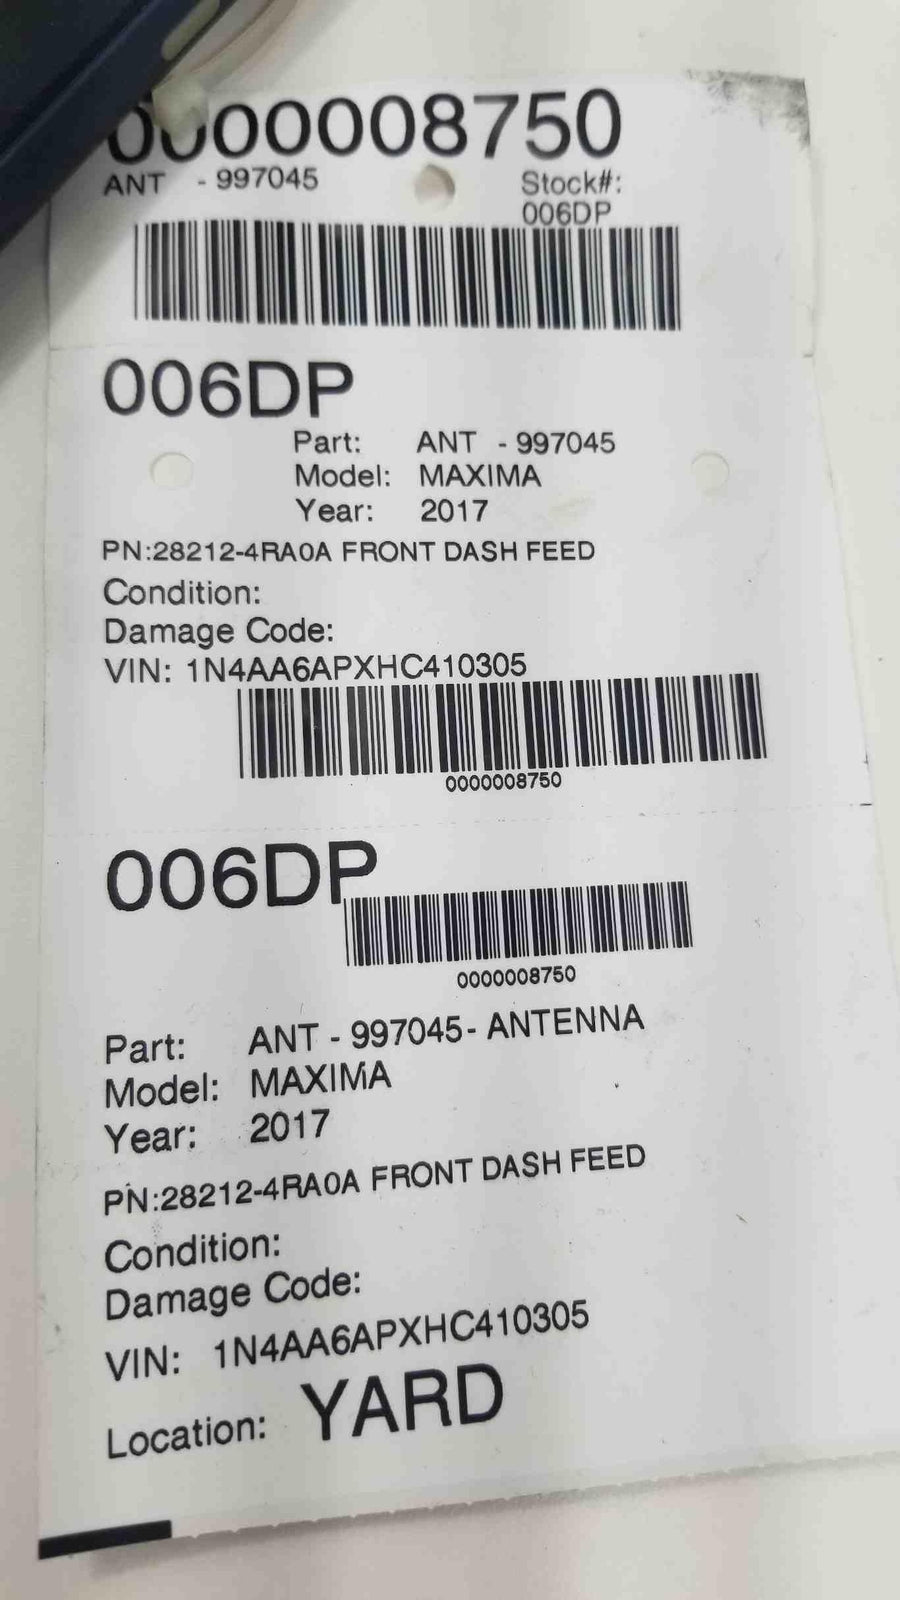 0000008750
ANT - 997045
Stock#:
006DP
006DP
Part: ANT - 997045
Model: MAXIMA
Year: 2017
PN:28212-4RA0A FRONT DASH FEED
Condition:
Damage Code:
VIN: 1N4AA6APXHC410305
0000008750
006DP
0000008750
Part: ANT - 997045- ANTENNA
Model: MAXIMA
Year: 2017
PN:28212-4RA0A FRONT DASH FEED
Condition:
Damage Code:
VIN: 1N4AA6APXHC410305
Location: YARD